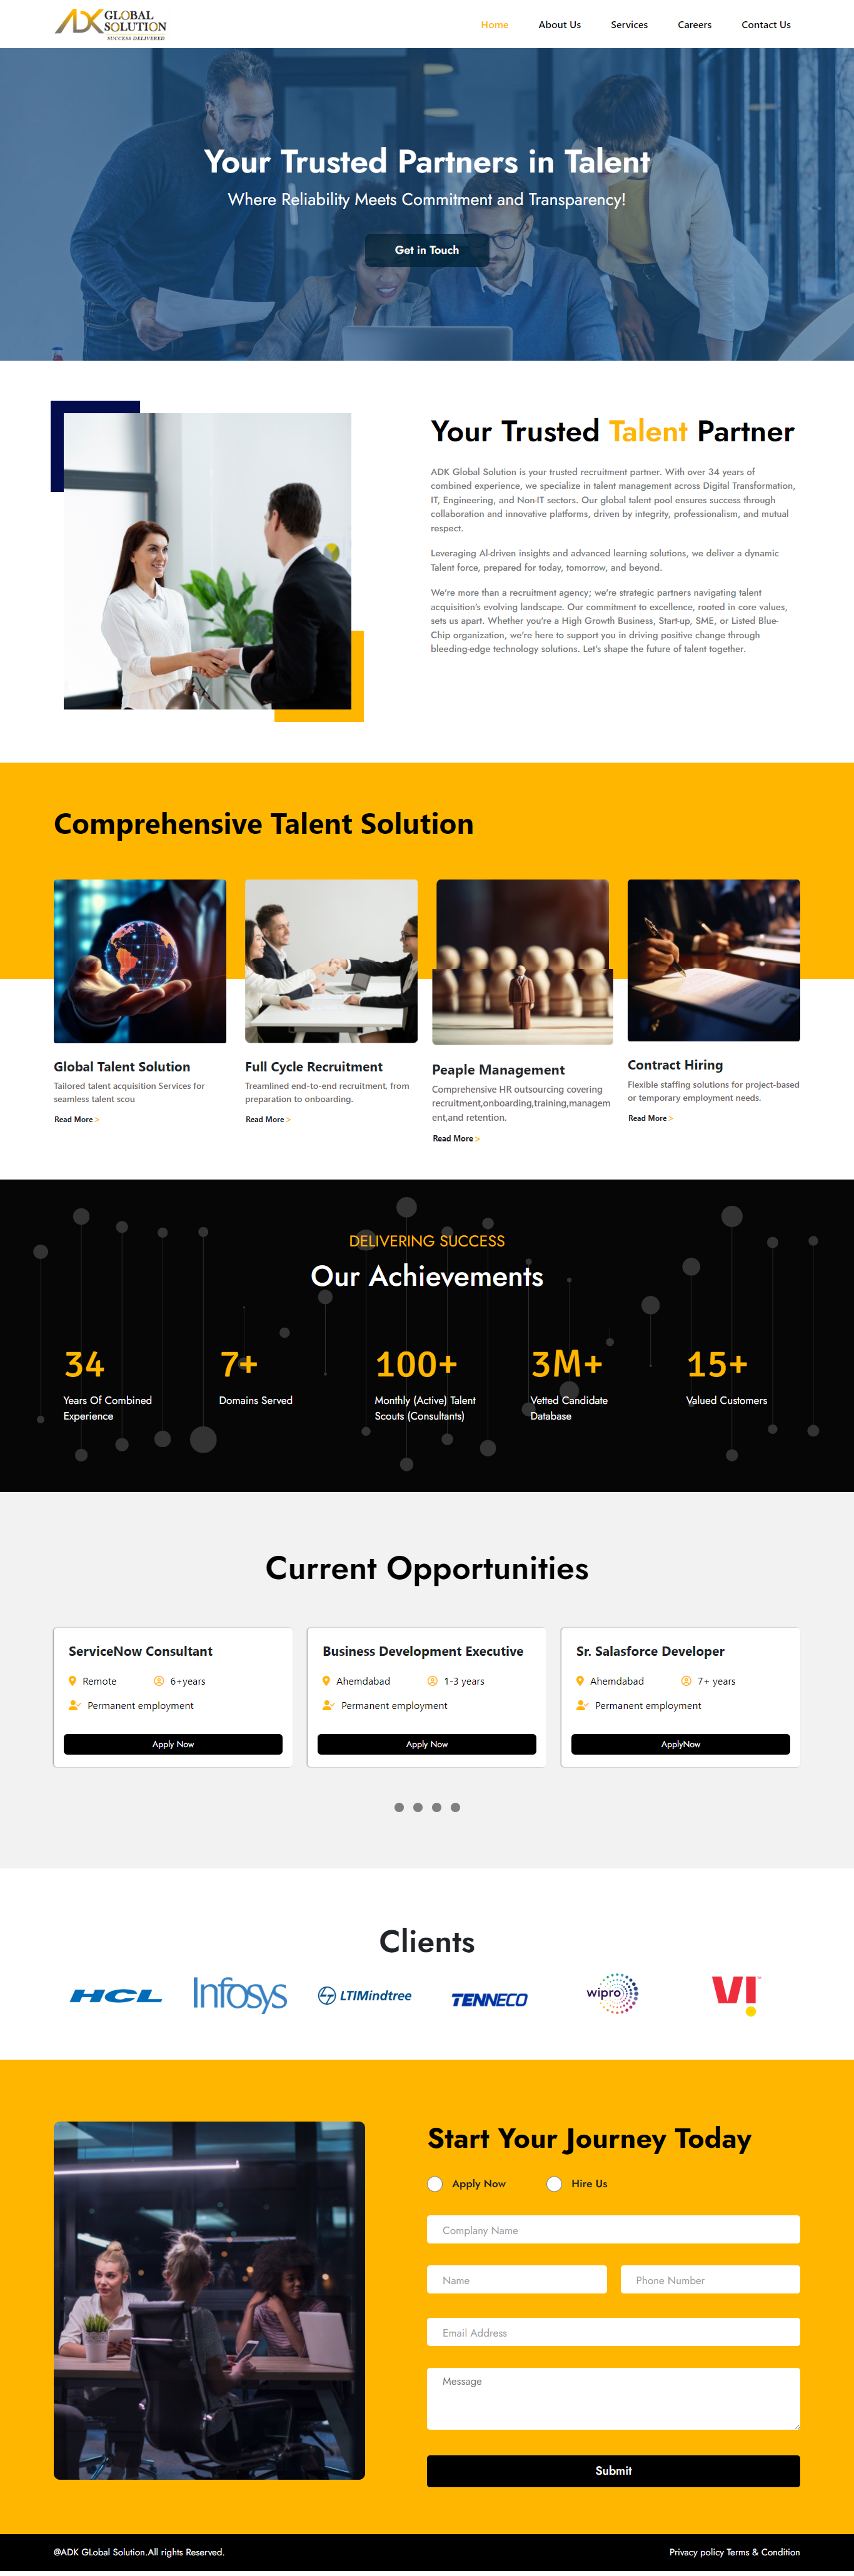 ADK GLOBAL
SOLUTION
SUCCESS DELIVERED
Home About Us Services Careers Contact Us
Your Trusted Partners in Talent
Where Reliability Meets Commitment and Transparency!
Get in Touch
Your Trusted Talent Partner
ADK Global Solution is your trusted recruitment partner. With over 34 years of
combined experience, we specialize in talent management across Digital Transformation,
IT, Engineering, and Non-IT sectors. Our global talent pool ensures success through
collaboration and innovative platforms, driven by integrity, professionalism, and mutual
respect.
Leveraging AI-driven insights and advanced learning solutions, we deliver a dynamic
Talent force, prepared for today, tomorrow, and beyond.
We're more than a recruitment agency; we're strategic partners navigating talent
acquisition's evolving landscape. Our commitment to excellence, rooted in core values,
sets us apart. Whether you're a High Growth Business, Start-up, SME, or Listed Blue-
Chip organization, we're here to support you in driving positive change through
bleeding-edge technology solutions. Let's shape the future of talent together.
Comprehensive Talent Solution
Global Talent Solution
Tailored talent acquisition Services for
seamless talent scou
Read More >
Full Cycle Recruitment
Treamlined end-to-end recruitment, from
preparation to onboarding.
Read More >
Peaple Management
Comprehensive HR outsourcing covering
recruitment,onboarding,training,managem
ent,and retention.
Read More >
Contract Hiring
Flexible staffing solutions for project-based
or temporary employment needs.
Read More >
DELIVERING SUCCESS
Our Achievements
34
Years Of Combined
Experience
7+
Domains Served
100+
Monthly (Active) Talent
Scouts (Consultants)
3M+
Vetted Candidate
Database
15+
Valued Customers
Current Opportunities
ServiceNow Consultant
Remote 6+years
Permanent employment
Apply Now
Business Development Executive
Ahemdabad 1-3 years
Permanent employment
Apply Now
Sr. Salasforce Developer
Ahemdabad 7+ years
Permanent employment
ApplyNow
Clients
HCL Infosys LTIMindtree TENNECO wipro VI
Start Your Journey Today
Apply Now Hire Us
Complany Name
Name Phone Number
Email Address
Message
Submit
@ADK GLobal Solution.All rights Reserved. Privacy policy Terms & Condition